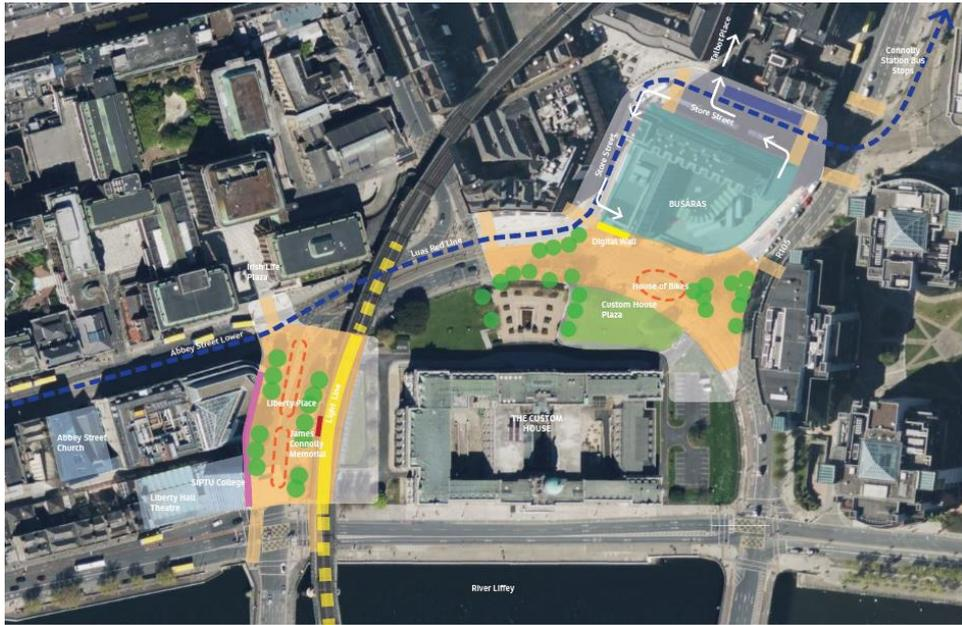 Talbot Place
Connolly
Station Bus
Stops
Store Street
Store Street
BUSÁRAS
Digital Wall
Luas Red Line
Irish Life
Plaza
House of Bikes
Custom House
Plaza
Abbey Street Lower
Light Line
Liberty Place
THE CUSTOM
HOUSE
James
Connolly
Memorial
Abbey Street
Church
SIPTU College
Liberty Hall
Theatre
River Liffey